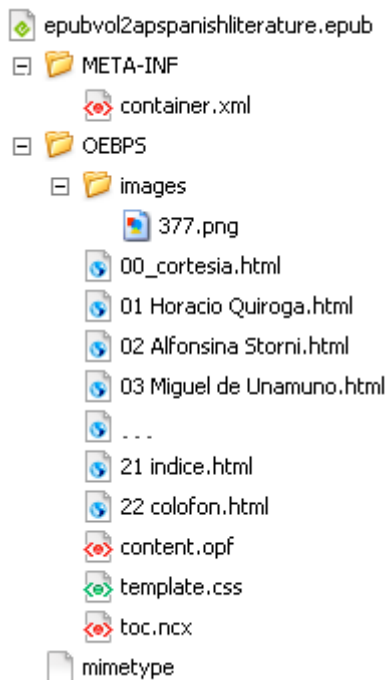 epubvol2apspanishliterature.epub
META-INF
container.xml
OEBPS
images
377.png
00_cortesia.html
01 Horacio Quiroga.html
02 Alfonsina Storni.html
03 Miguel de Unamuno.html
. . .
21 indice.html
22 colofon.html
content.opf
template.css
toc.ncx
mimetype